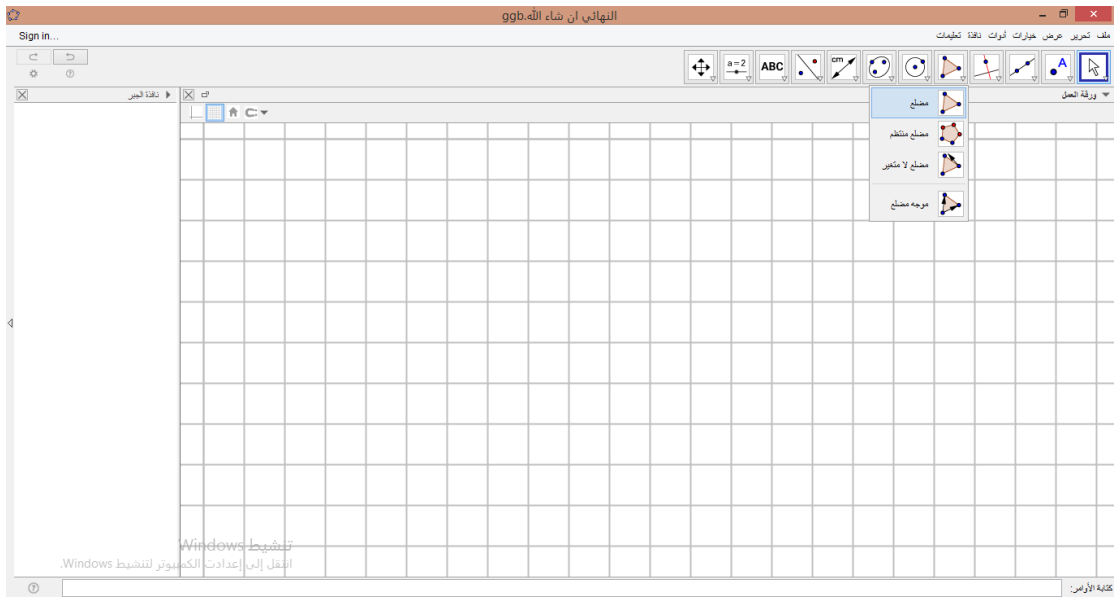 النهائي ان شاء الله.ggb
Sign in...
ملف تحرير عرض خيارات أدوات نافذة تعليمات
a=2
ABC
cm
A
ورقة العمل
نافذة الجبر
مضلع
مضلع منتظم
مضلع لا متغير
موجه مضلع
تنشيط Windows
انتقل إلى إعدادت الكمبيوتر لتنشيط Windows.
كتابة الأوامر: